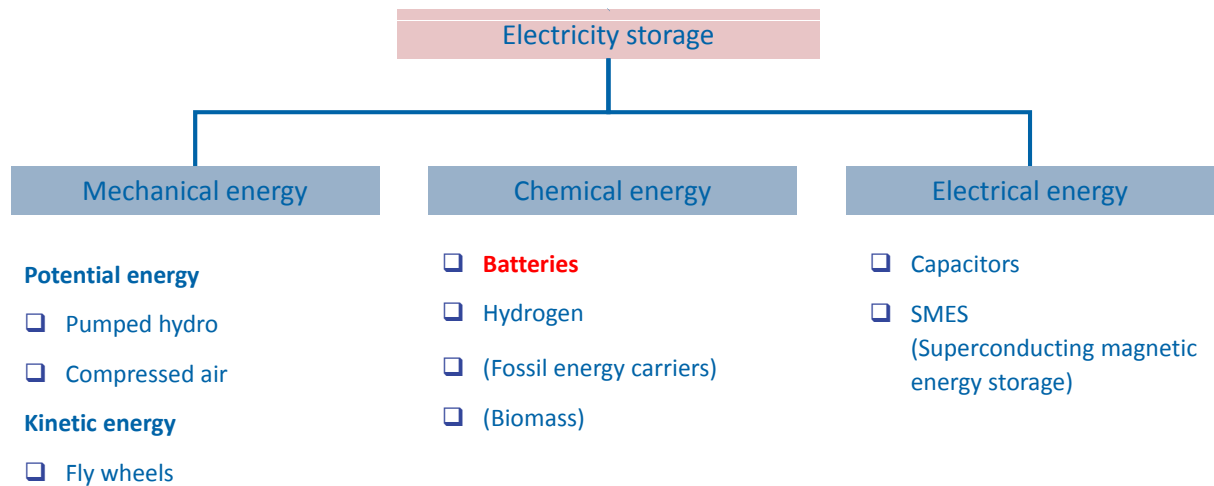 Electricity storage
Mechanical energy
Potential energy
❑ Pumped hydro
❑ Compressed air
Kinetic energy
❑ Fly wheels
Chemical energy
❑ Batteries
❑ Hydrogen
❑ (Fossil energy carriers)
❑ (Biomass)
Electrical energy
❑ Capacitors
❑ SMES
(Superconducting magnetic
energy storage)